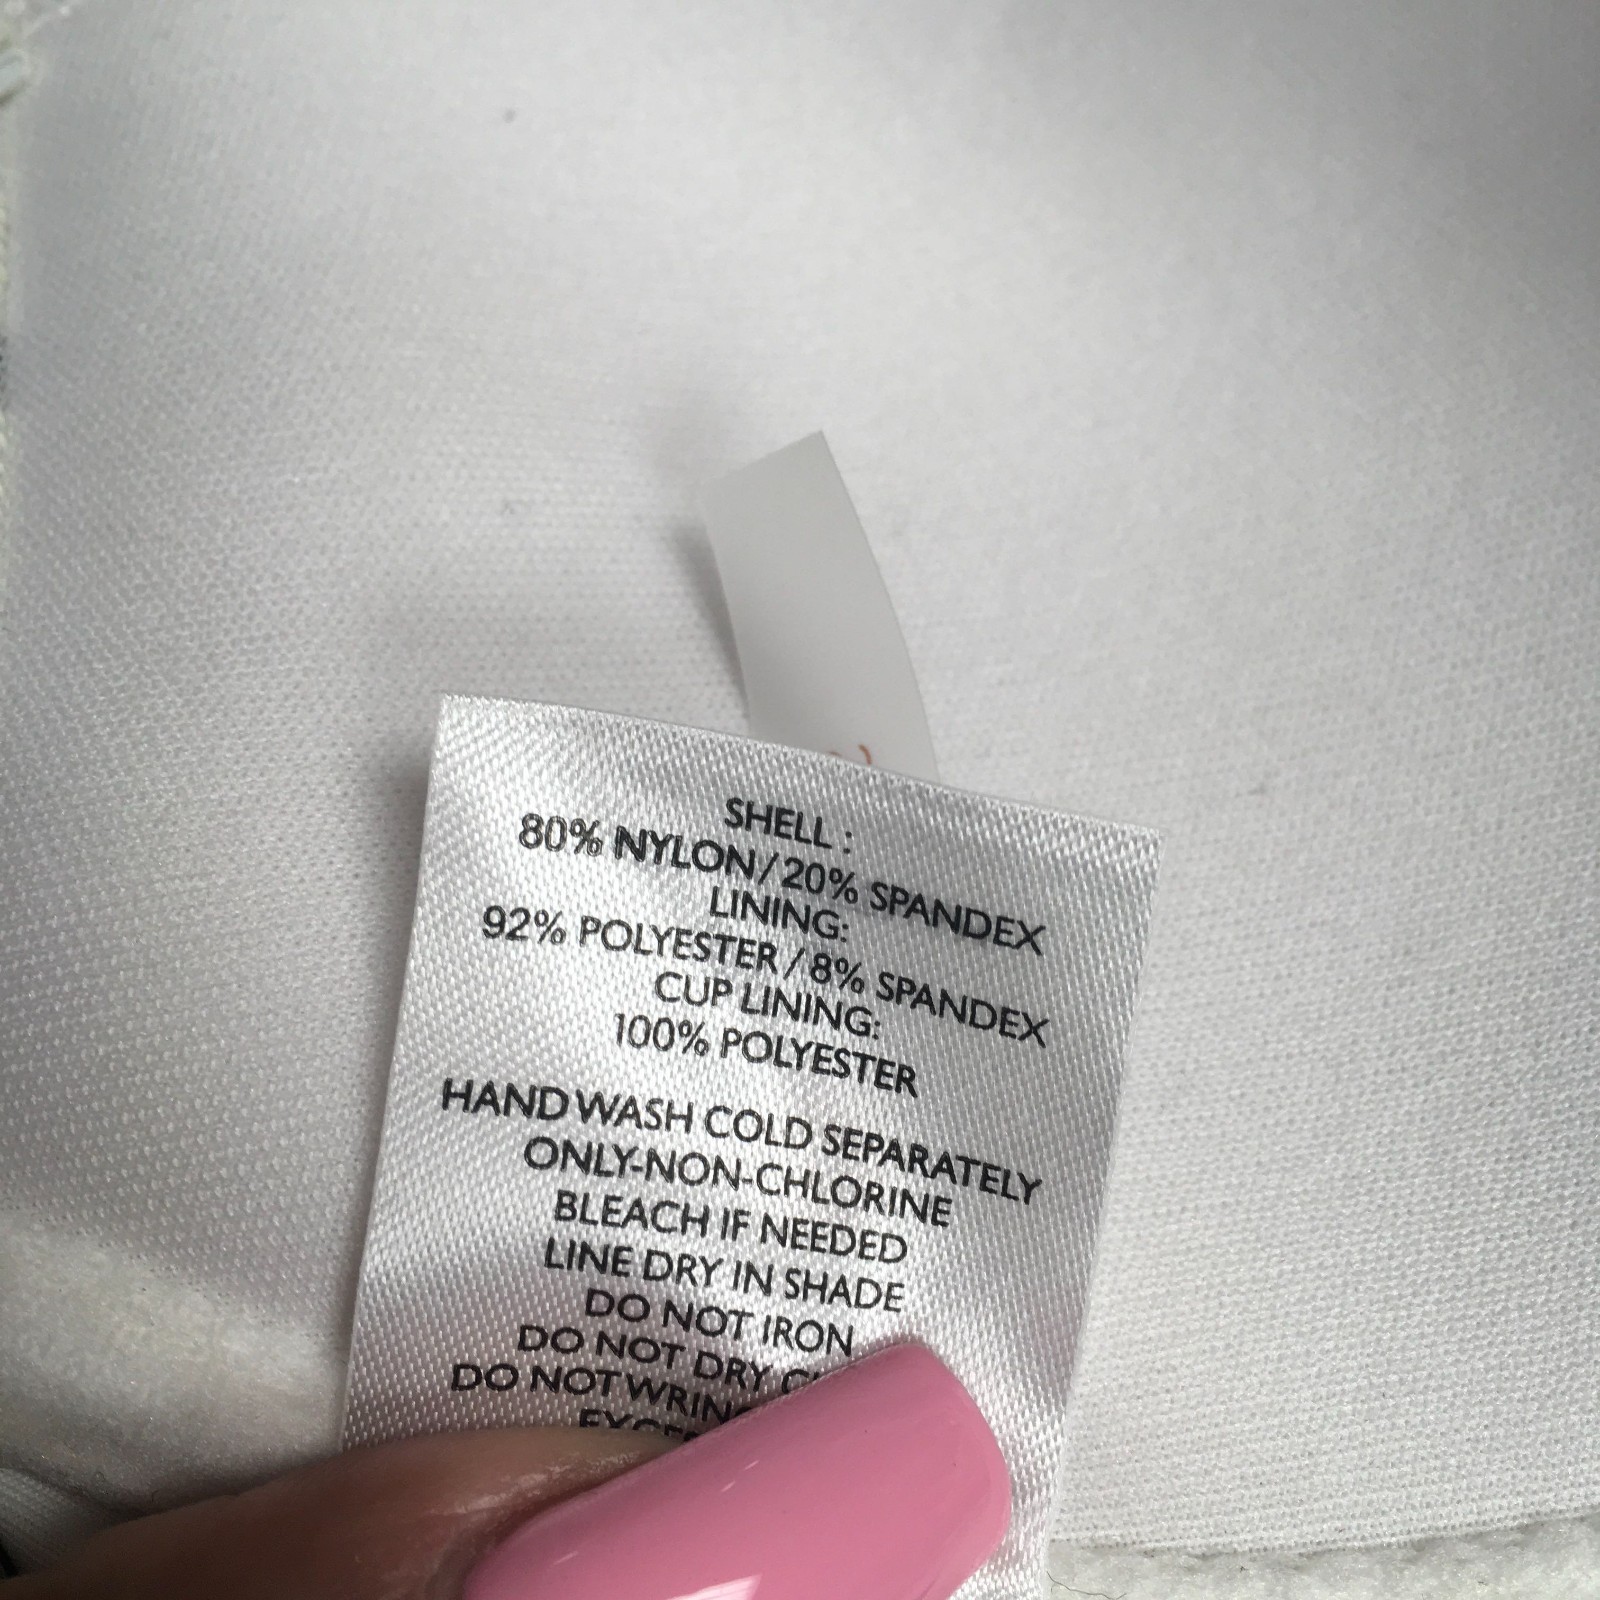 SHELL :
80% NYLON/20% SPANDEX
LINING:
92% POLYESTER/8% SPANDEX
CUP LINING:
100% POLYESTER
HAND WASH COLD SEPARATELY
ONLY-NON-CHLORINE
BLEACH IF NEEDED
LINE DRY IN SHADE
DO NOT IRON
DO NOT DRY
DO NOT WRING